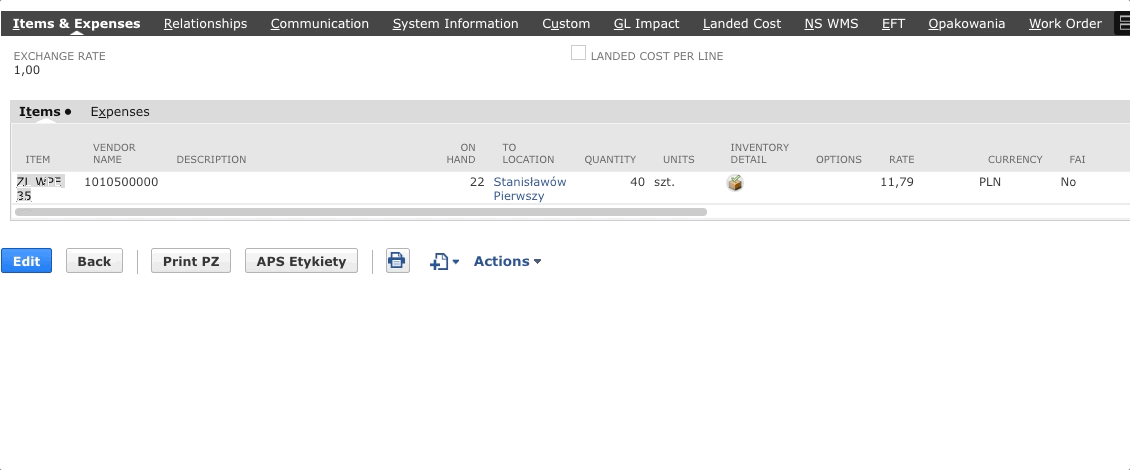 Items & Expenses Relationships Communication System Information Custom GL Impact Landed Cost NS WMS EFT Opakowania Work Order
EXCHANGE RATE
1,00
LANDED COST PER LINE
Items • Expenses
ITEM VENDOR NAME DESCRIPTION ON HAND TO LOCATION QUANTITY UNITS INVENTORY DETAIL OPTIONS RATE CURRENCY FAI
35 1010500000 22 Stanisławów Pierwszy 40 szt. 11,79 PLN No
Edit Back Print PZ APS Etykiety Actions